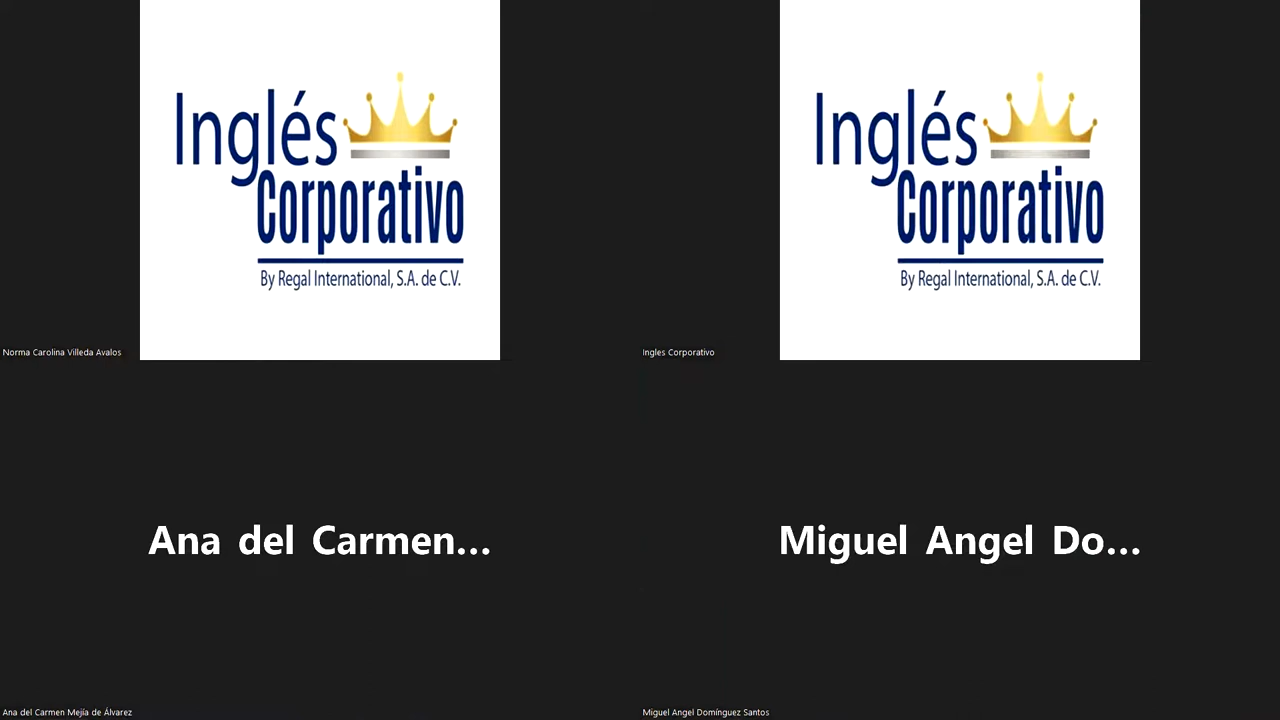 Inglés
Corporativo
By Regal International, S.A. de C.V.
Norma Carolina Villeda Avalos
Inglés
Corporativo
By Regal International, S.A. de C.V.
Ingles Corporativo
Ana del Carmen...
Ana del Carmen Mejía de Álvarez
Miguel Angel Do...
Miguel Angel Domínguez Santos